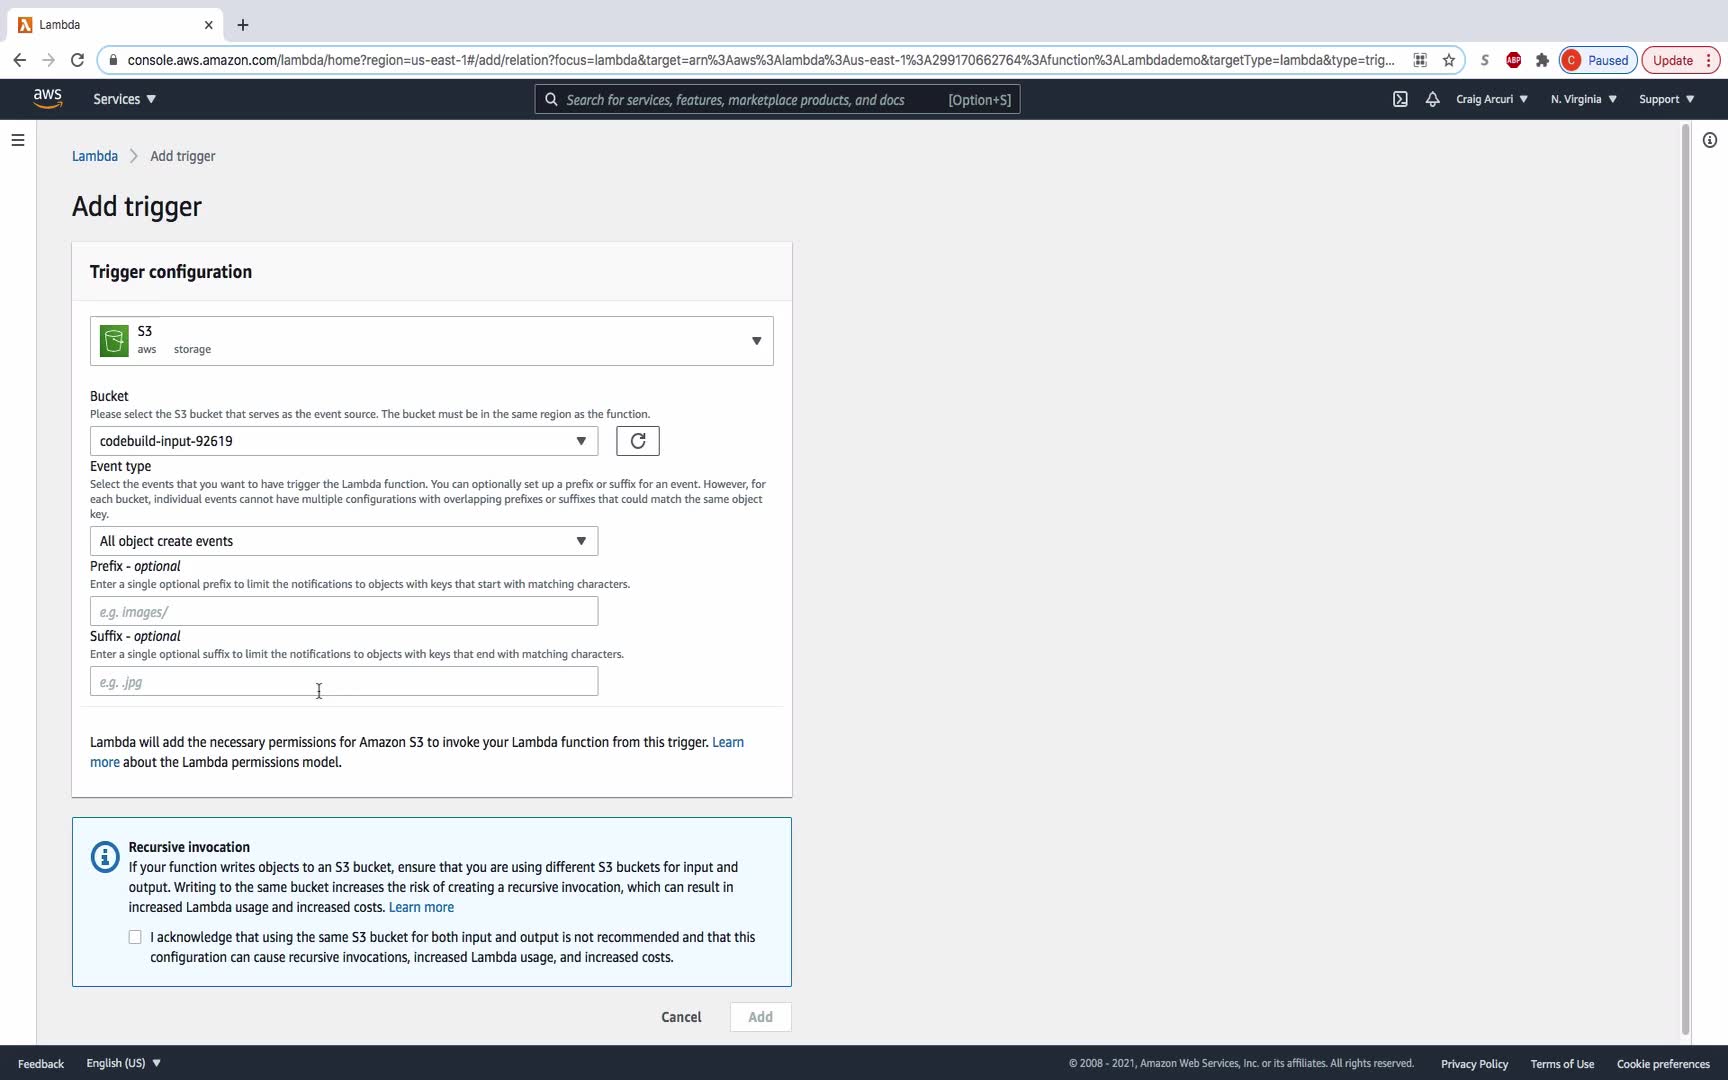 Lambda
console.aws.amazon.com/lambda/home?region=us-east-1#/add/relation?focus=lambda&target=arn%3Aaws%3Alambda%3Aus-east-1%3A299170662764%3Afunction%3ALambdademo&targetType=lambda&type=trig...
S
ABP
C Paused
Update
aws
Services
Search for services, features, marketplace products, and docs [Option+S]
Craig Arcuri
N. Virginia
Support
Lambda > Add trigger
Add trigger
Trigger configuration
S3
aws storage
Bucket
Please select the S3 bucket that serves as the event source. The bucket must be in the same region as the function.
codebuild-input-92619
Event type
Select the events that you want to have trigger the Lambda function. You can optionally set up a prefix or suffix for an event. However, for
each bucket, individual events cannot have multiple configurations with overlapping prefixes or suffixes that could match the same object
key.
All object create events
Prefix - optional
Enter a single optional prefix to limit the notifications to objects with keys that start with matching characters.
e.g. images/
Suffix - optional
Enter a single optional suffix to limit the notifications to objects with keys that end with matching characters.
e.g. .jpg
Lambda will add the necessary permissions for Amazon S3 to invoke your Lambda function from this trigger. Learn
more about the Lambda permissions model.
Recursive invocation
If your function writes objects to an S3 bucket, ensure that you are using different S3 buckets for input and
output. Writing to the same bucket increases the risk of creating a recursive invocation, which can result in
increased Lambda usage and increased costs. Learn more
I acknowledge that using the same S3 bucket for both input and output is not recommended and that this
configuration can cause recursive invocations, increased Lambda usage, and increased costs.
Cancel
Add
Feedback
English (US)
© 2008 - 2021, Amazon Web Services, Inc. or its affiliates. All rights reserved.
Privacy Policy
Terms of Use
Cookie preferences